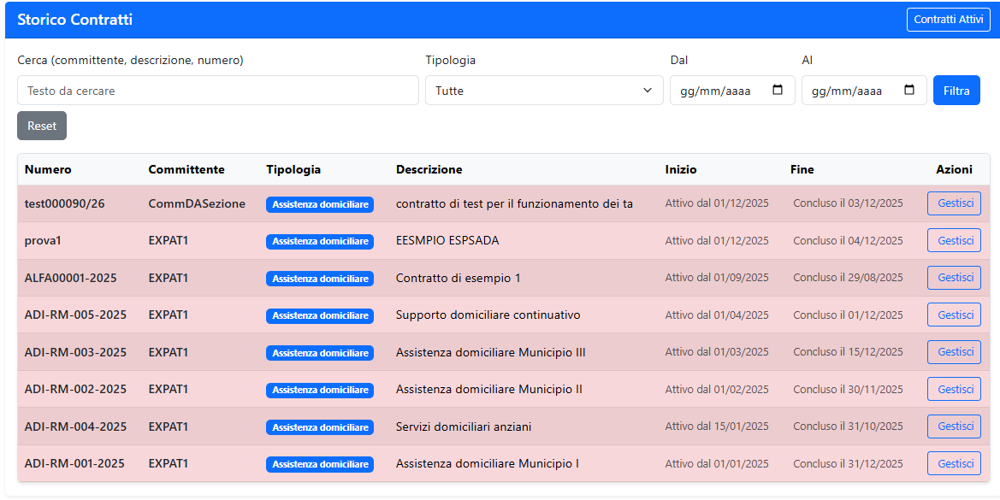 Storico Contratti Contratti Attivi
Cerca (committente, descrizione, numero) Tipologia Dal Al
Testo da cercare Tutte gg/mm/aaaa gg/mm/aaaa Filtra
Reset
Numero Committente Tipologia Descrizione Inizio Fine Azioni
test000090/26 CommDASezione Assistenza domiciliare contratto di test per il funzionamento dei ta Attivo dal 01/12/2025 Concluso il 03/12/2025 Gestisci
prova1 EXPAT1 Assistenza domiciliare EESMPIO ESPSADA Attivo dal 01/12/2025 Concluso il 04/12/2025 Gestisci
ALFA00001-2025 EXPAT1 Assistenza domiciliare Contratto di esempio 1 Attivo dal 01/09/2025 Concluso il 29/08/2025 Gestisci
ADI-RM-005-2025 EXPAT1 Assistenza domiciliare Supporto domiciliare continuativo Attivo dal 01/04/2025 Concluso il 01/12/2025 Gestisci
ADI-RM-003-2025 EXPAT1 Assistenza domiciliare Assistenza domiciliare Municipio III Attivo dal 01/03/2025 Concluso il 15/12/2025 Gestisci
ADI-RM-002-2025 EXPAT1 Assistenza domiciliare Assistenza domiciliare Municipio II Attivo dal 01/02/2025 Concluso il 30/11/2025 Gestisci
ADI-RM-004-2025 EXPAT1 Assistenza domiciliare Servizi domiciliari anziani Attivo dal 15/01/2025 Concluso il 31/10/2025 Gestisci
ADI-RM-001-2025 EXPAT1 Assistenza domiciliare Assistenza domiciliare Municipio I Attivo dal 01/01/2025 Concluso il 31/12/2025 Gestisci